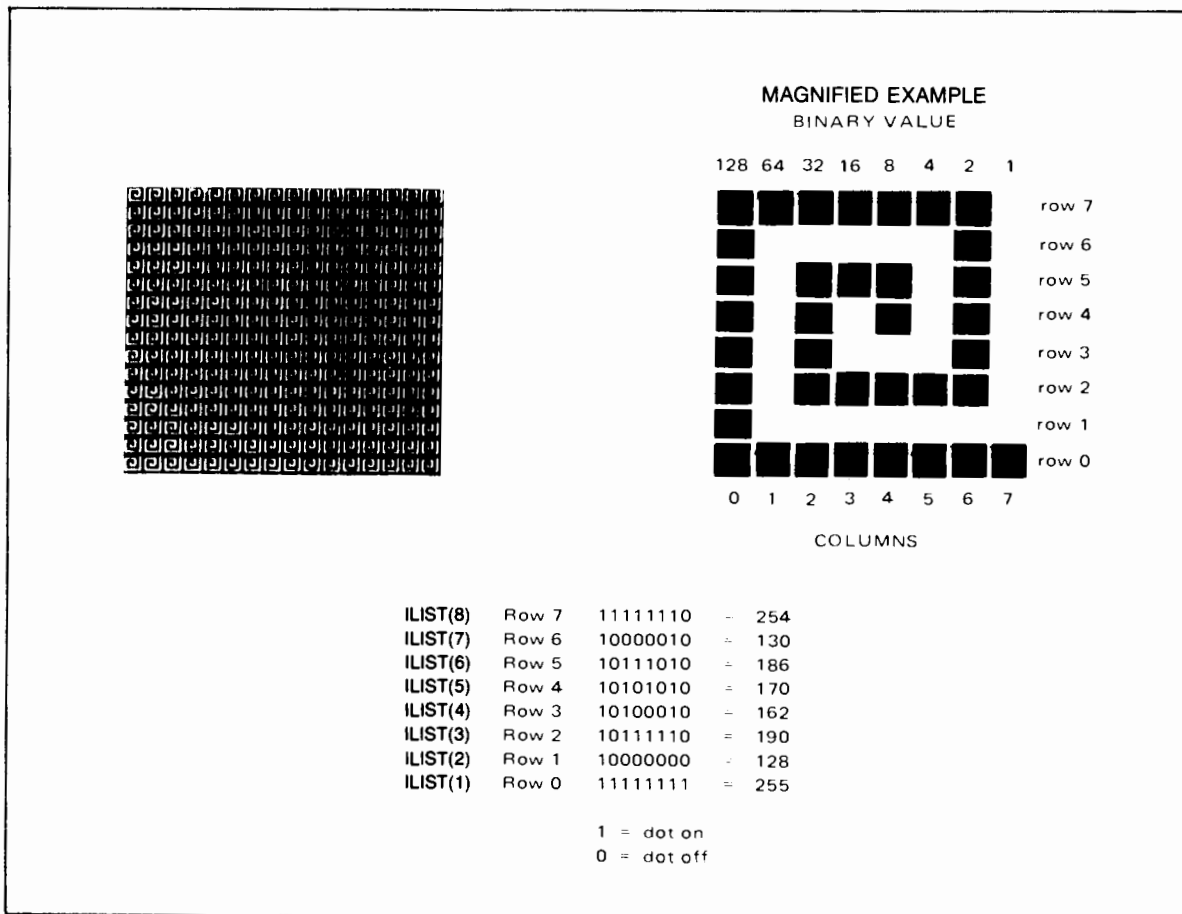 MAGNIFIED EXAMPLE
BINARY VALUE
128 64 32 16 8 4 2 1
row 7
row 6
row 5
row 4
row 3
row 2
row 1
row 0
0 1 2 3 4 5 6 7
COLUMNS
ILIST(8) Row 7 11111110 = 254
ILIST(7) Row 6 10000010 = 130
ILIST(6) Row 5 10111010 = 186
ILIST(5) Row 4 10101010 = 170
ILIST(4) Row 3 10100010 = 162
ILIST(3) Row 2 10111110 = 190
ILIST(2) Row 1 10000000 = 128
ILIST(1) Row 0 11111111 = 255
1 = dot on
0 = dot off